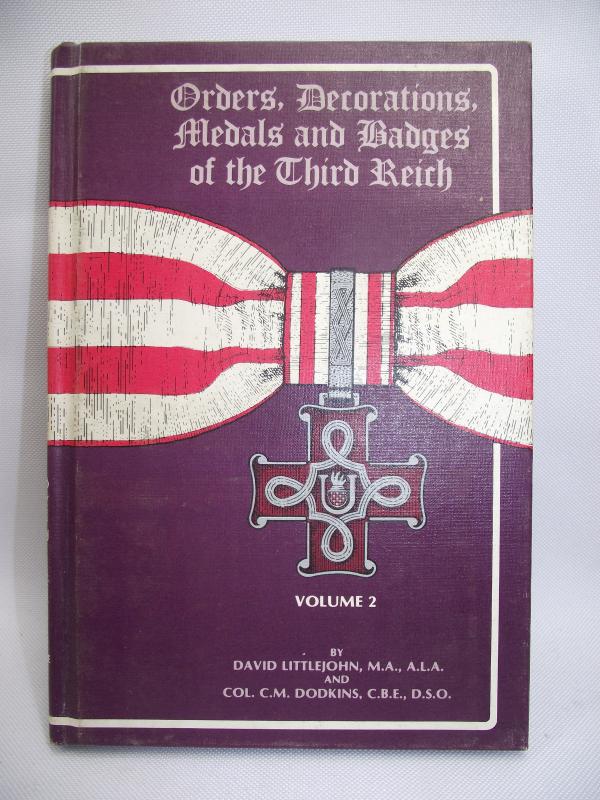 Orders, Decorations,
Medals and Badges
of the Third Reich
U
VOLUME 2
BY
DAVID LITTLEJOHN, M.A., A.L.A.
AND
COL. C.M. DODKINS, C.B.E., D.S.O.